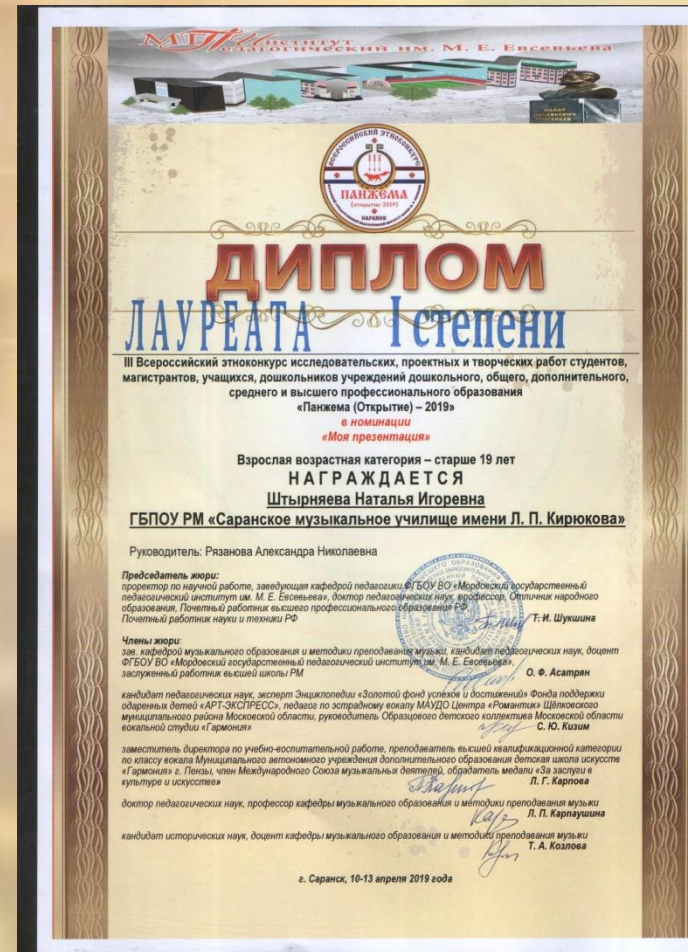 МГПИ Институт
Педагогический им. М. Е. Евсевьева
МАКАР
ЕВСЕВЬЕВИЧ
ВСЕРОССИЙСКИЙ ЭТНОКОНКУРС
ПАНЖЕМА
(открытие-2019)
САРАНСК
ДИПЛОМ
ЛАУРЕАТА I степени
III Всероссийский этноконкурс исследовательских, проектных и творческих работ студентов,
магистрантов, учащихся, дошкольников учреждений дошкольного, общего, дополнительного,
среднего и высшего профессионального образования
«Панжема (Открытие) – 2019»
в номинации
«Моя презентация»
Взрослая возрастная категория – старше 19 лет
НАГРАЖДАЕТСЯ
Штырняева Наталья Игоревна
ГБПОУ РМ «Саранское музыкальное училище имени Л. П. Кирюкова»
Руководитель: Рязанова Александра Николаевна
Председатель жюри:
проректор по научной работе, заведующая кафедрой педагогики ФГБОУ ВО «Мордовский государственный
педагогический институт им. М. Е. Евсевьева», доктор педагогических наук, профессор, Отличник народного
образования, Почетный работник высшего профессионального образования РФ,
Почетный работник науки и техники РФ Т. И. Шукшина
Члены жюри:
зав. кафедрой музыкального образования и методики преподавания музыки, кандидат педагогических наук, доцент
ФГБОУ ВО «Мордовский государственный педагогический институт им. М. Е. Евсевьева»,
заслуженный работник высшей школы РМ О. Ф. Асатрян
кандидат педагогических наук, эксперт Энциклопедии «Золотой фонд успехов и достижений» Фонда поддержки
одаренных детей «АРТ-ЭКСПРЕСС», педагог по эстрадному вокалу МАУДО Центра «Романтик» Щёлковского
муниципального района Московской области, руководитель Образцового детского коллектива Московской области
вокальной студии «Гармония» С. Ю. Кизим
заместитель директора по учебно-воспитательной работе, преподаватель высшей квалификационной категории
по классу вокала Муниципального автономного учреждения дополнительного образования детская школа искусств
«Гармония» г. Пензы, член Международного Союза музыкальных деятелей, обладатель медали «За заслуги в
культуре и искусстве» Л. Г. Карпова
доктор педагогических наук, профессор кафедры музыкального образования и методики преподавания музыки
Л. П. Карпаушина
кандидат исторических наук, доцент кафедры музыкального образования и методики преподавания музыки
Т. А. Козлова
г. Саранск, 10-13 апреля 2019 года